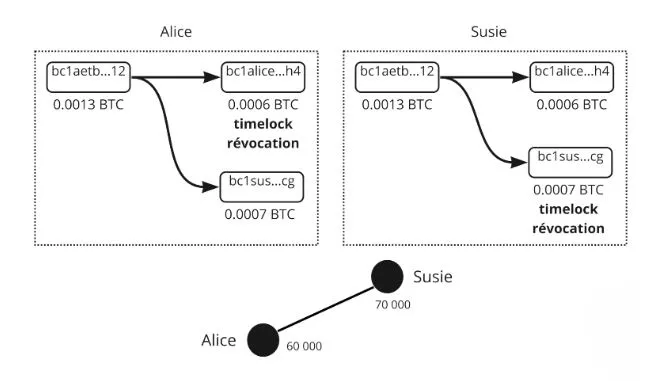 Alice
bc1aetb...12
bc1alice...h4
0.0013 BTC
0.0006 BTC
timelock
révocation
bc1sus...cg
0.0007 BTC
Susie
bc1aetb...12
bc1alice...h4
0.0013 BTC
0.0006 BTC
bc1sus...cg
0.0007 BTC
timelock
révocation
Susie
70 000
Alice
60 000